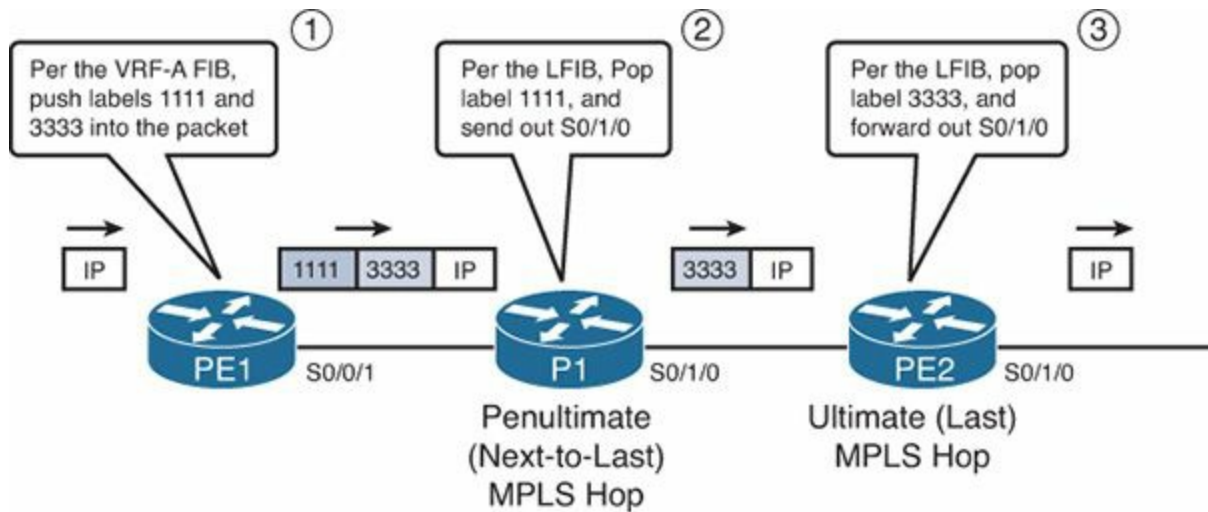 ①
②
③
Per the VRF-A FIB,
push labels 1111 and
3333 into the packet
Per the LFIB, Pop
label 1111, and
send out S0/1/0
Per the LFIB, pop
label 3333, and
forward out S0/1/0
IP
1111 3333 IP
3333 IP
IP
PE1
S0/0/1
P1
S0/1/0
PE2
S0/1/0
Penultimate
(Next-to-Last)
MPLS Hop
Ultimate (Last)
MPLS Hop